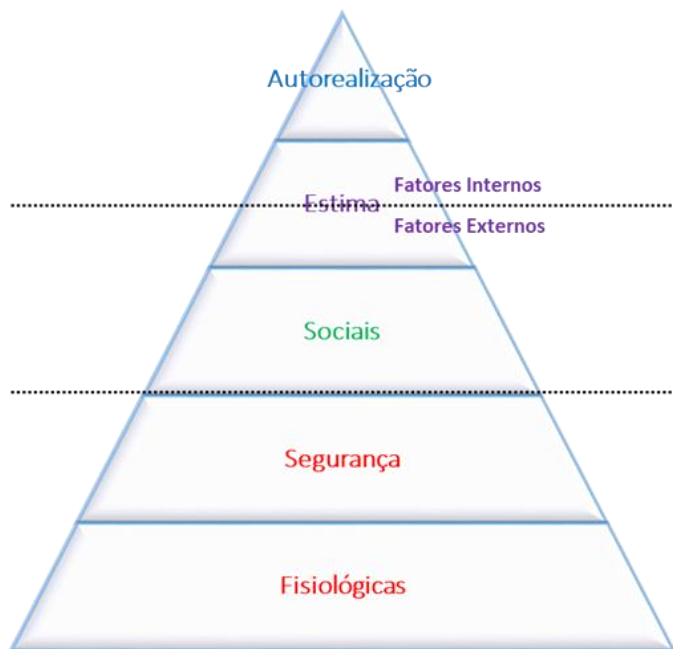 Autorealização
Fatores Internos
Estima
Fatores Externos
Sociais
Segurança
Fisiológicas